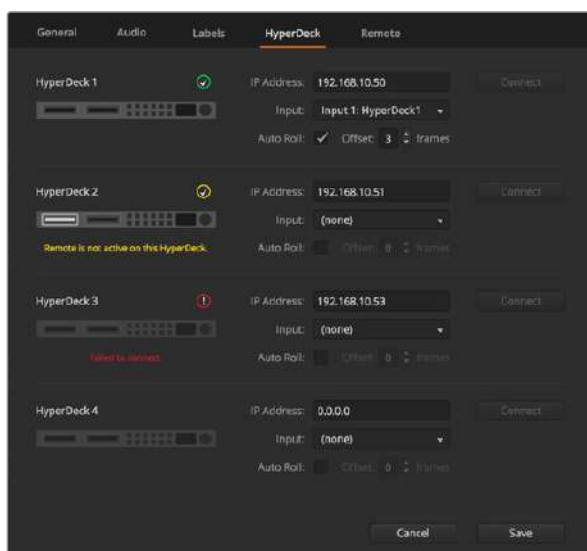 General Audio Labels HyperDeck Remote
HyperDeck 1 IP Address: 192.168.10.50 Connect
Input: Input 1: HyperDeck1
Auto Roll: Offset: 3 frames
HyperDeck 2 IP Address: 192.168.10.51 Connect
Input: (none)
Remote is not active on this HyperDeck. Auto Roll: Offset: 0 frames
HyperDeck 3 IP Address: 192.168.10.53 Connect
Input: (none)
Failed to connect Auto Roll: Offset: 0 frames
HyperDeck 4 IP Address: 0.0.0.0 Connect
Input: (none)
Auto Roll: Offset: 0 frames
Cancel Save